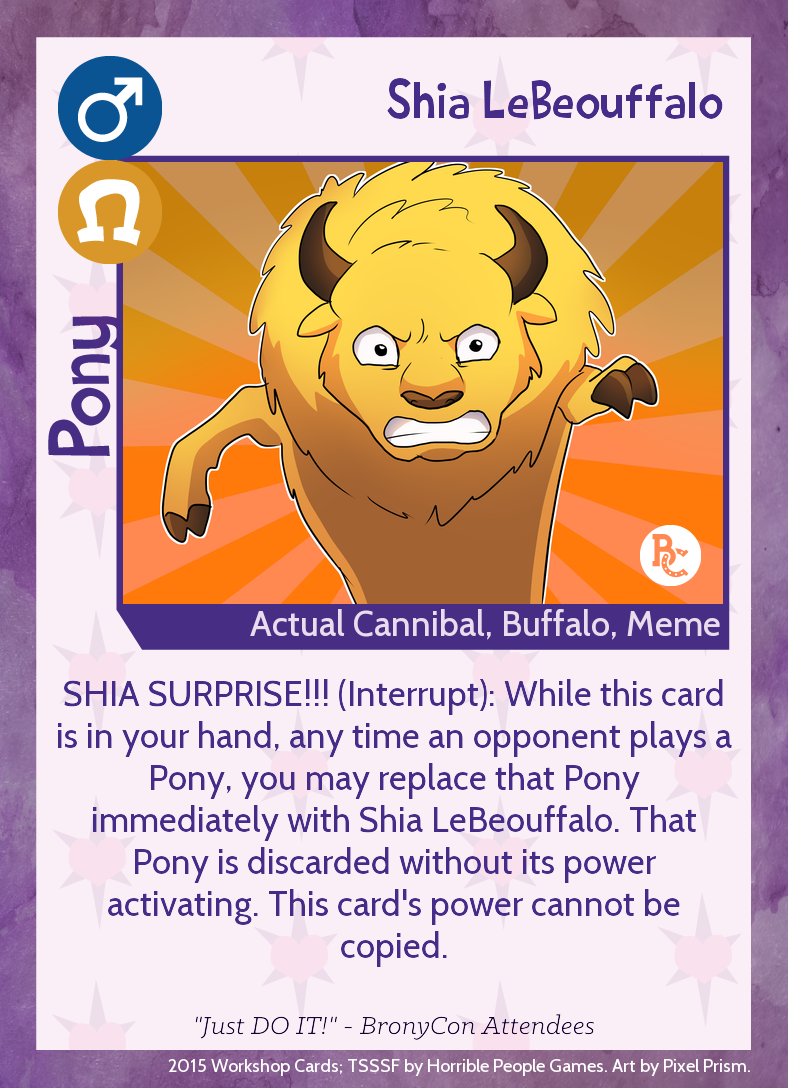 Shia LeBeouffalo
Pony
BC
Actual Cannibal, Buffalo, Meme
SHIA SURPRISE!!! (Interrupt): While this card
is in your hand, any time an opponent plays a
Pony, you may replace that Pony
immediately with Shia LeBeouffalo. That
Pony is discarded without its power
activating. This card's power cannot be
copied.
"Just DO IT!" - BronyCon Attendees
2015 Workshop Cards; TSSSF by Horrible People Games. Art by Pixel Prism.